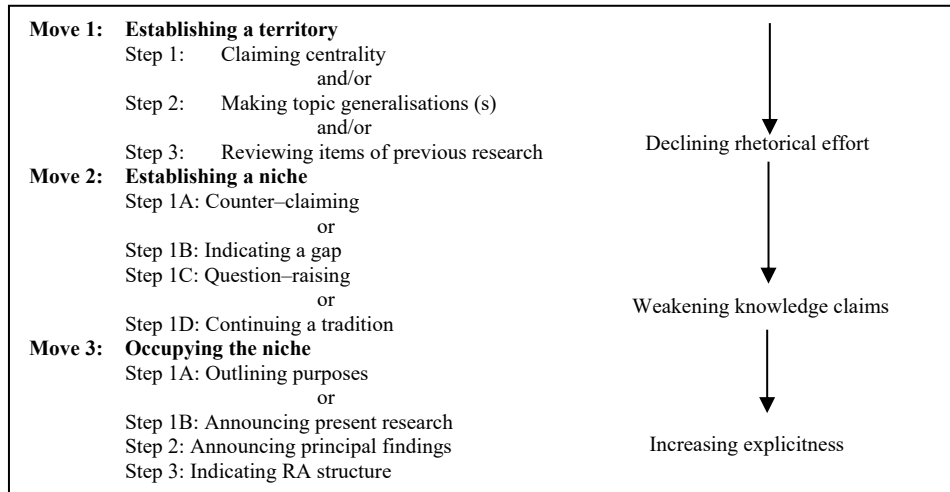 Move 1: Establishing a territory
Step 1: Claiming centrality
and/or
Step 2: Making topic generalisations (s)
and/or
Step 3: Reviewing items of previous research
Declining rhetorical effort
Move 2: Establishing a niche
Step 1A: Counter–claiming
or
Step 1B: Indicating a gap
Step 1C: Question–raising
or
Step 1D: Continuing a tradition
Weakening knowledge claims
Move 3: Occupying the niche
Step 1A: Outlining purposes
or
Step 1B: Announcing present research
Step 2: Announcing principal findings
Step 3: Indicating RA structure
Increasing explicitness